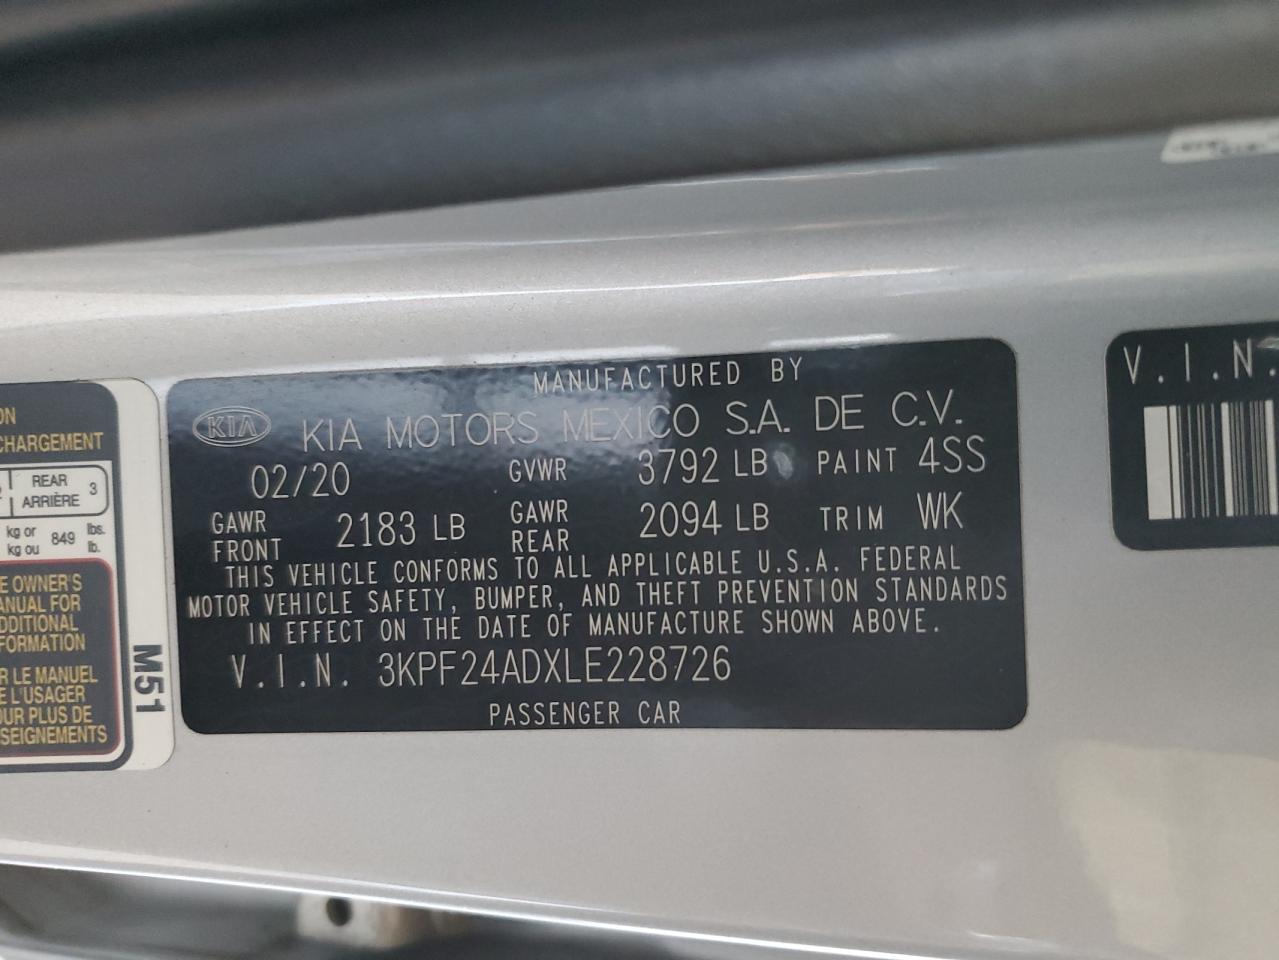 ON
CHARGEMENT
REAR
ARRIÈRE 3
kg or
kg ou 849 lbs.
lb.
E OWNER'S
ANUAL FOR
DDITIONAL
FORMATION
R LE MANUEL
E L'USAGER
OUR PLUS DE
SEIGNEMENTS
M51
MANUFACTURED BY
KIA KIA MOTORS MEXICO S.A. DE C.V.
02/20 GVWR 3792 LB PAINT 4SS
GAWR FRONT 2183 LB GAWR REAR 2094 LB TRIM WK
THIS VEHICLE CONFORMS TO ALL APPLICABLE U.S.A. FEDERAL
MOTOR VEHICLE SAFETY, BUMPER, AND THEFT PREVENTION STANDARDS
IN EFFECT ON THE DATE OF MANUFACTURE SHOWN ABOVE.
V.I.N. 3KPF24ADXLE228726
PASSENGER CAR
V.I.N.